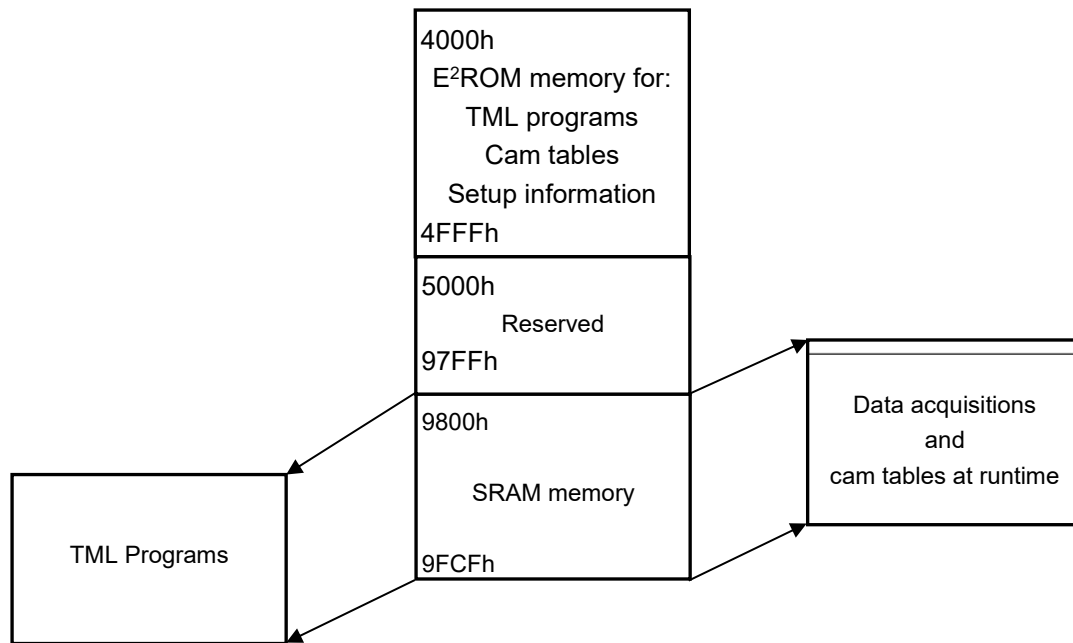 4000h
E²ROM memory for:
TML programs
Cam tables
Setup information
4FFFh
5000h
Reserved
97FFh
9800h
SRAM memory
9FCFh
TML Programs
Data acquisitions
and
cam tables at runtime